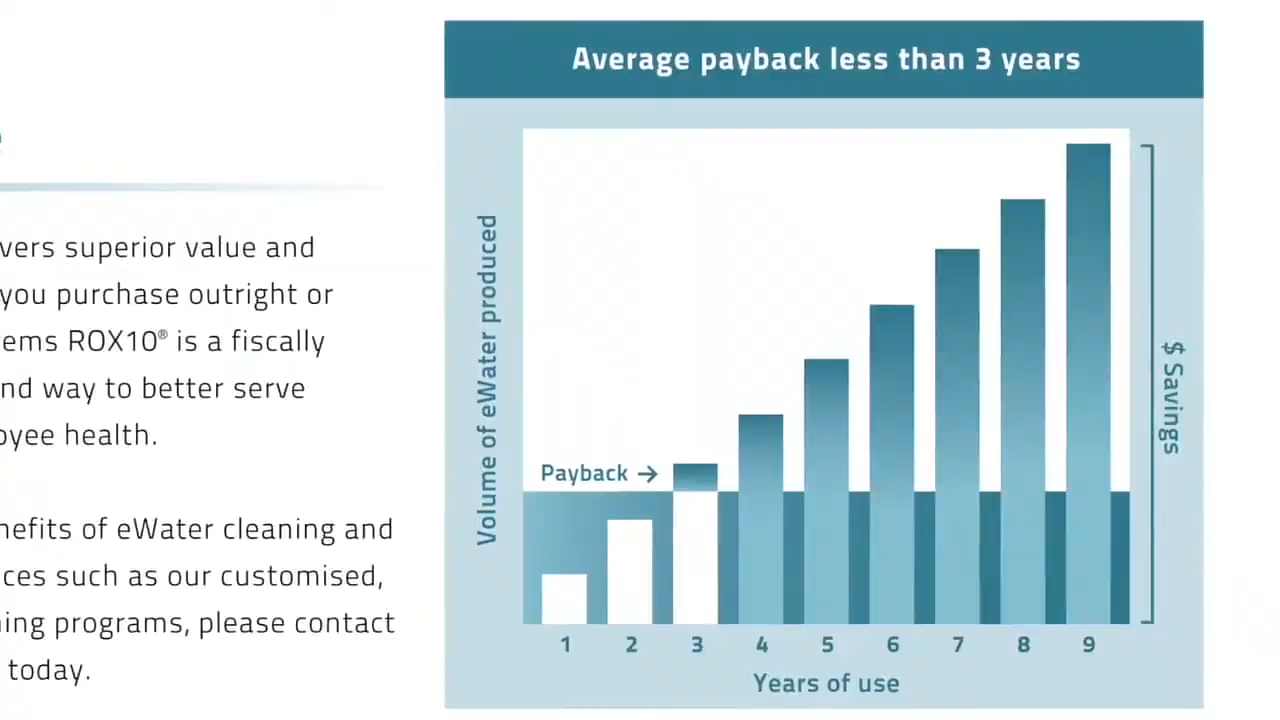 vers superior value and
you purchase outright or
ems ROX10® is a fiscally
nd way to better serve
oyee health.
nefits of eWater cleaning and
ces such as our customised,
ning programs, please contact
today.
Average payback less than 3 years
Volume of eWater produced
Payback →
$ Savings
1 2 3 4 5 6 7 8 9
Years of use